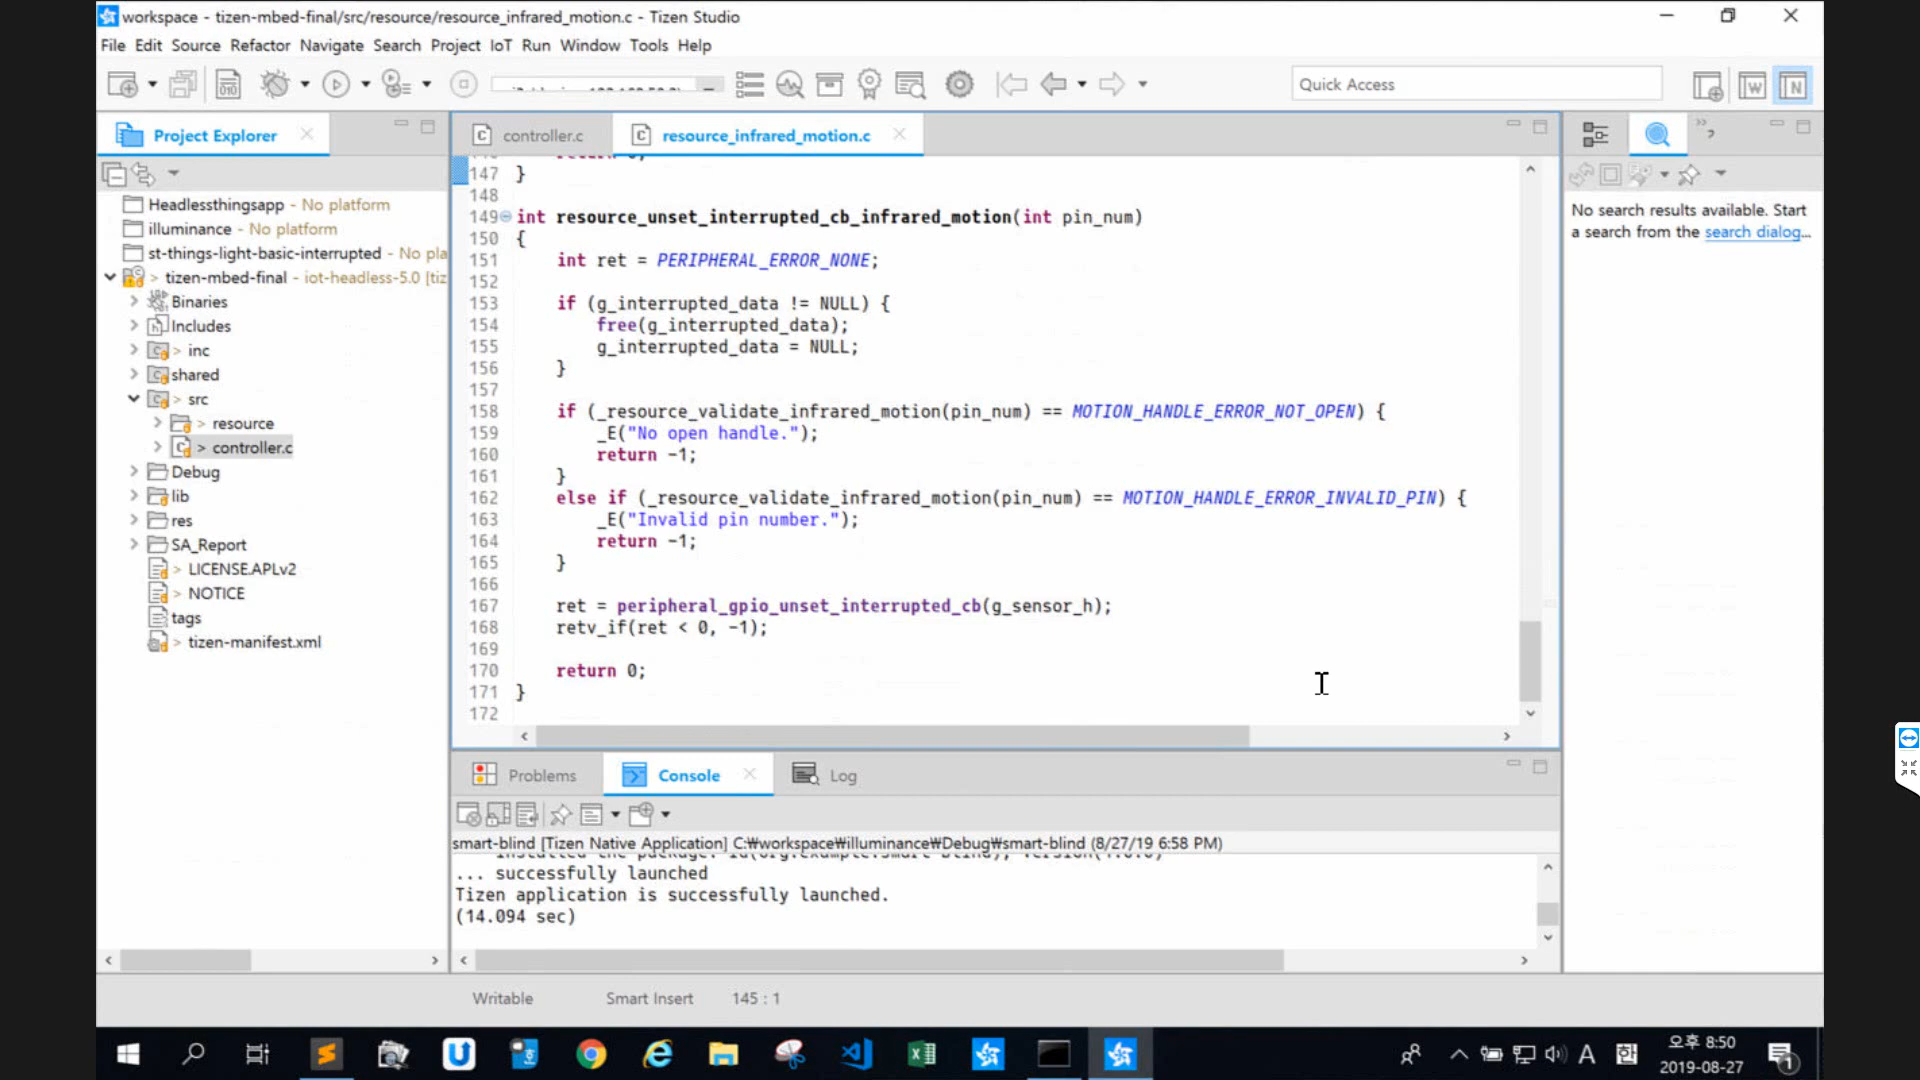 workspace - tizen-mbed-final/src/resource/resource_infrared_motion.c - Tizen Studio
File Edit Source Refactor Navigate Search Project IoT Run Window Tools Help
Quick Access
Project Explorer
controller.c
resource_infrared_motion.c
Headlessthingsapp - No platform
illuminance - No platform
st-things-light-basic-interrupted - No pla
tizen-mbed-final - iot-headless-5.0 [tiz
Binaries
Includes
> inc
shared
> src
> resource
> controller.c
Debug
lib
res
SA_Report
> LICENSE.APLv2
> NOTICE
tags
> tizen-manifest.xml
147 }
148
149 int resource_unset_interrupted_cb_infrared_motion(int pin_num)
150 {
151 int ret = PERIPHERAL_ERROR_NONE;
152
153 if (g_interrupted_data != NULL) {
154 free(g_interrupted_data);
155 g_interrupted_data = NULL;
156 }
157
158 if (_resource_validate_infrared_motion(pin_num) == MOTION_HANDLE_ERROR_NOT_OPEN) {
159 _E("No open handle.");
160 return -1;
161 }
162 else if (_resource_validate_infrared_motion(pin_num) == MOTION_HANDLE_ERROR_INVALID_PIN) {
163 _E("Invalid pin number.");
164 return -1;
165 }
166
167 ret = peripheral_gpio_unset_interrupted_cb(g_sensor_h);
168 retv_if(ret < 0, -1);
169
170 return 0;
171 }
172
No search results available. Start
a search from the search dialog...
Problems
Console
Log
smart-blind [Tizen Native Application] C:₩workspace₩illuminance₩Debug₩smart-blind (8/27/19 6:58 PM)
... successfully launched
Tizen application is successfully launched.
(14.094 sec)
Writable
Smart Insert
145 : 1
A
한
오후 8:50
2019-08-27
1